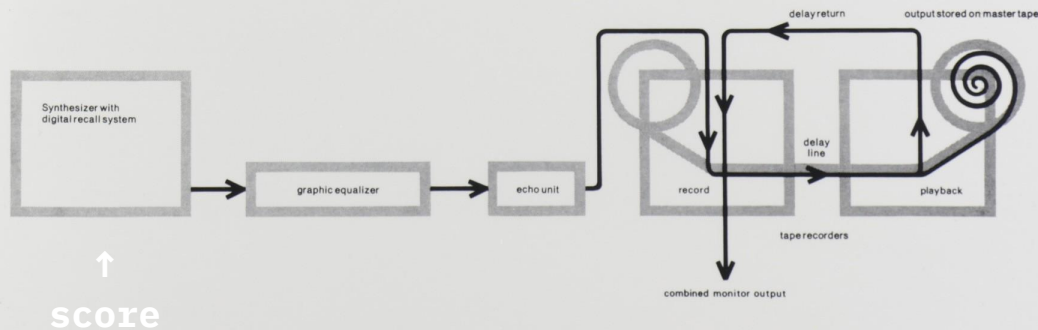 delay return
output stored on master tape
Synthesizer with
digital recall system
graphic equalizer
echo unit
record
delay
line
playback
tape recorders
combined monitor output
↑
score